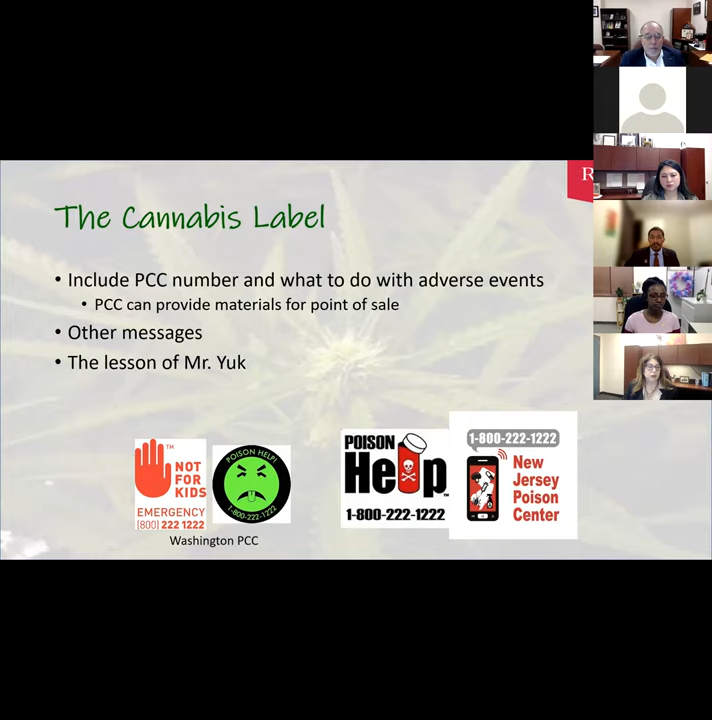 R
The Cannabis Label
• Include PCC number and what to do with adverse events
• PCC can provide materials for point of sale
• Other messages
• The lesson of Mr. Yuk
TM
NOT
FOR
KIDS
EMERGENCY
(800) 222 1222
POISON HELP!
1-800-222-1222
Washington PCC
POISON
Help
1-800-222-1222
1-800-222-1222
New
Jersey
Poison
Center